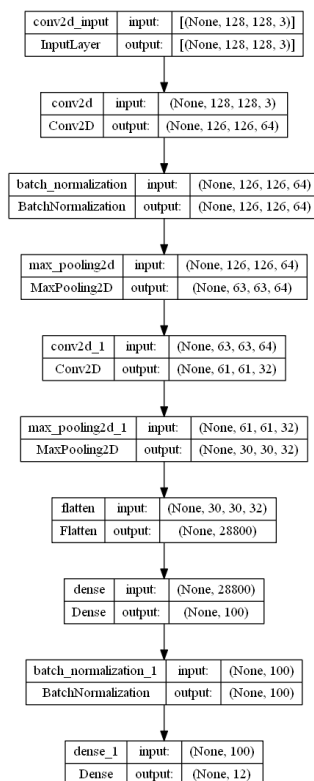 conv2d_input input: [(None, 128, 128, 3)]
InputLayer output: [(None, 128, 128, 3)]
conv2d input: (None, 128, 128, 3)
Conv2D output: (None, 126, 126, 64)
batch_normalization input: (None, 126, 126, 64)
BatchNormalization output: (None, 126, 126, 64)
max_pooling2d input: (None, 126, 126, 64)
MaxPooling2D output: (None, 63, 63, 64)
conv2d_1 input: (None, 63, 63, 64)
Conv2D output: (None, 61, 61, 32)
max_pooling2d_1 input: (None, 61, 61, 32)
MaxPooling2D output: (None, 30, 30, 32)
flatten input: (None, 30, 30, 32)
Flatten output: (None, 28800)
dense input: (None, 28800)
Dense output: (None, 100)
batch_normalization_1 input: (None, 100)
BatchNormalization output: (None, 100)
dense_1 input: (None, 100)
Dense output: (None, 12)